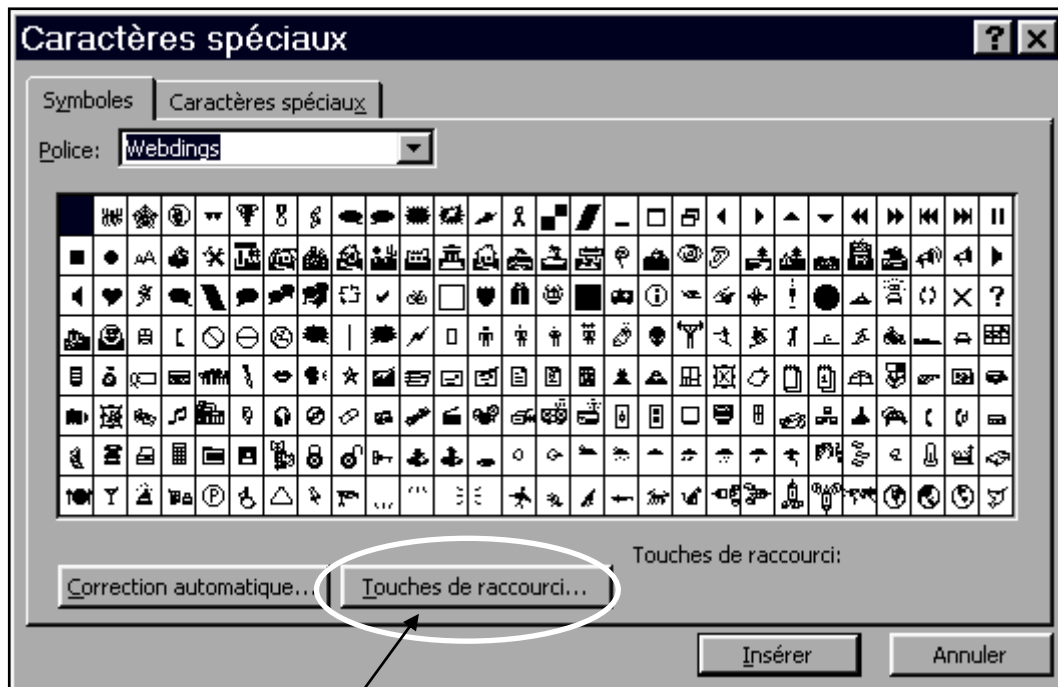 Caractères spéciaux
Symboles Caractères spéciaux
Police: Webdings
Touches de raccourci:
Correction automatique... Touches de raccourci...
Insérer Annuler